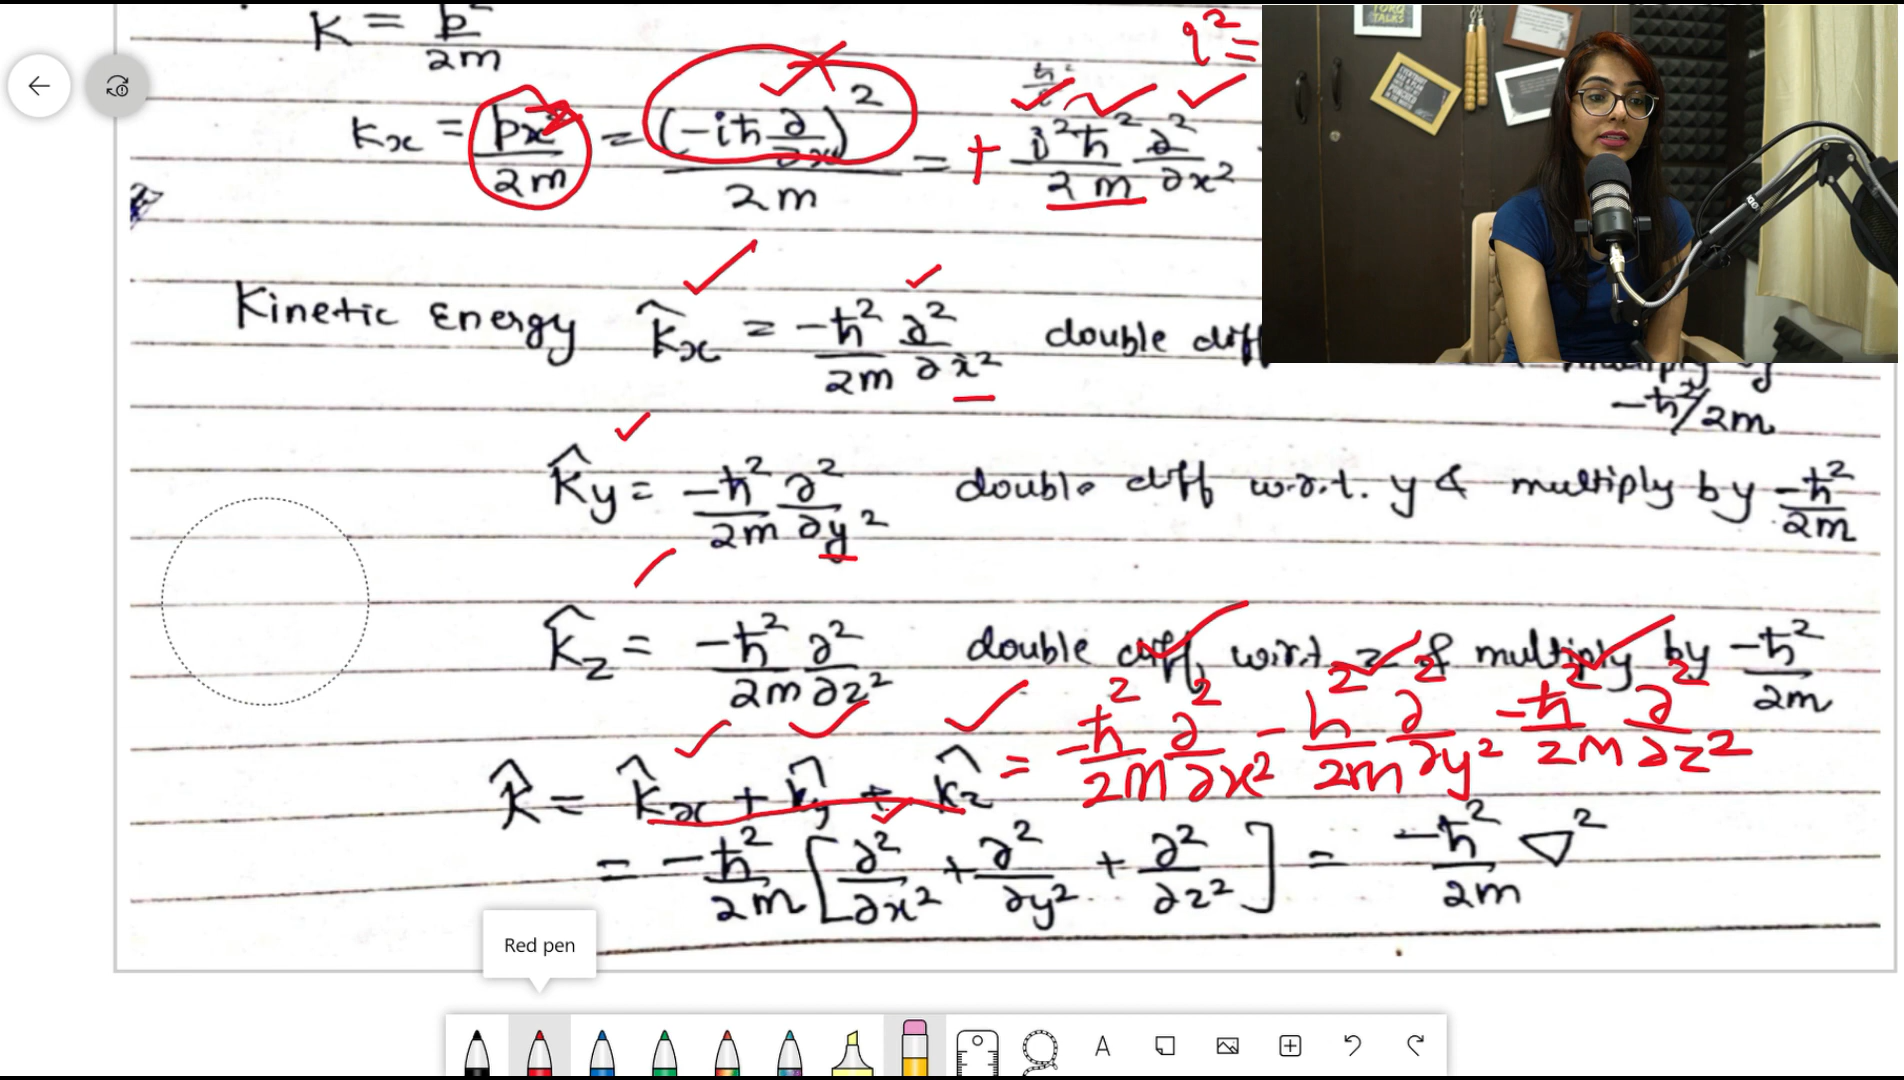 K = p²/2m
i² =
Kx = px²/2m = (-iħ ∂/∂x)²/2m = + i²ħ²/2m ∂²/∂x²
Kinetic Energy K̂x = -ħ²/2m ∂²/∂x² double diff
-ħ²/2m
K̂y = -ħ²/2m ∂²/∂y² double diff w.r.t. y & multiply by -ħ²/2m
K̂z = -ħ²/2m ∂²/∂z² double diff w.r.t z & multiply by -ħ²/2m
K̂ = K̂x + K̂y + K̂z = -ħ²/2m ∂²/∂x² - ħ²/2m ∂²/∂y² - ħ²/2m ∂²/∂z²
= -ħ²/2m [∂²/∂x² + ∂²/∂y² + ∂²/∂z²] = -ħ²/2m ∇²
Red pen
A